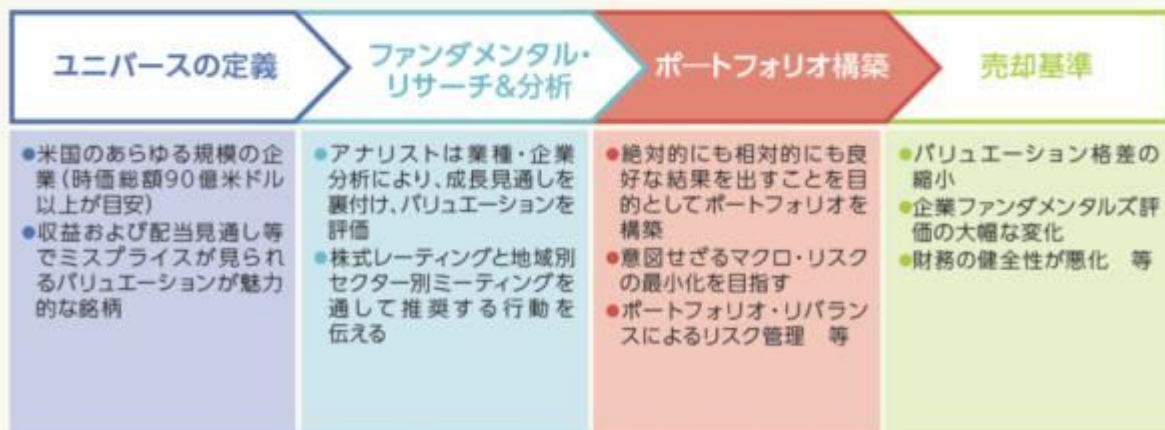 ユニバースの定義
ファンダメンタル・
リサーチ&分析
ポートフォリオ構築
売却基準
●米国のあらゆる規模の企
業(時価総額90億米ドル
以上が目安)
●収益および配当見通し等
でミスプライスが見られ
るバリュエーションが魅力
的な銘柄
●アナリストは業種・企業
分析により、成長見通しを
裏付け、バリュエーションを
評価
●株式レーティングと地域別
セクター別ミーティングを
通して推奨する行動を
伝える
●絶対的にも相対的にも良
好な結果を出すことを目
的としてポートフォリオを
構築
●意図せざるマクロ・リスク
の最小化を目指す
●ポートフォリオ・リバラン
スによるリスク管理 等
●バリュエーション格差の
縮小
●企業ファンダメンタルズ評
価の大幅な変化
●財務の健全性が悪化 等